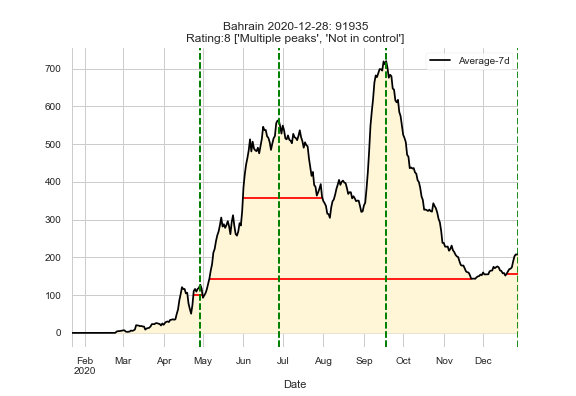 Bahrain 2020-12-28: 91935
Rating:8 ['Multiple peaks', 'Not in control']
Average-7d
700
600
500
400
300
200
100
0
Feb Mar Apr May Jun Jul Aug Sep Oct Nov Dec
2020
Date